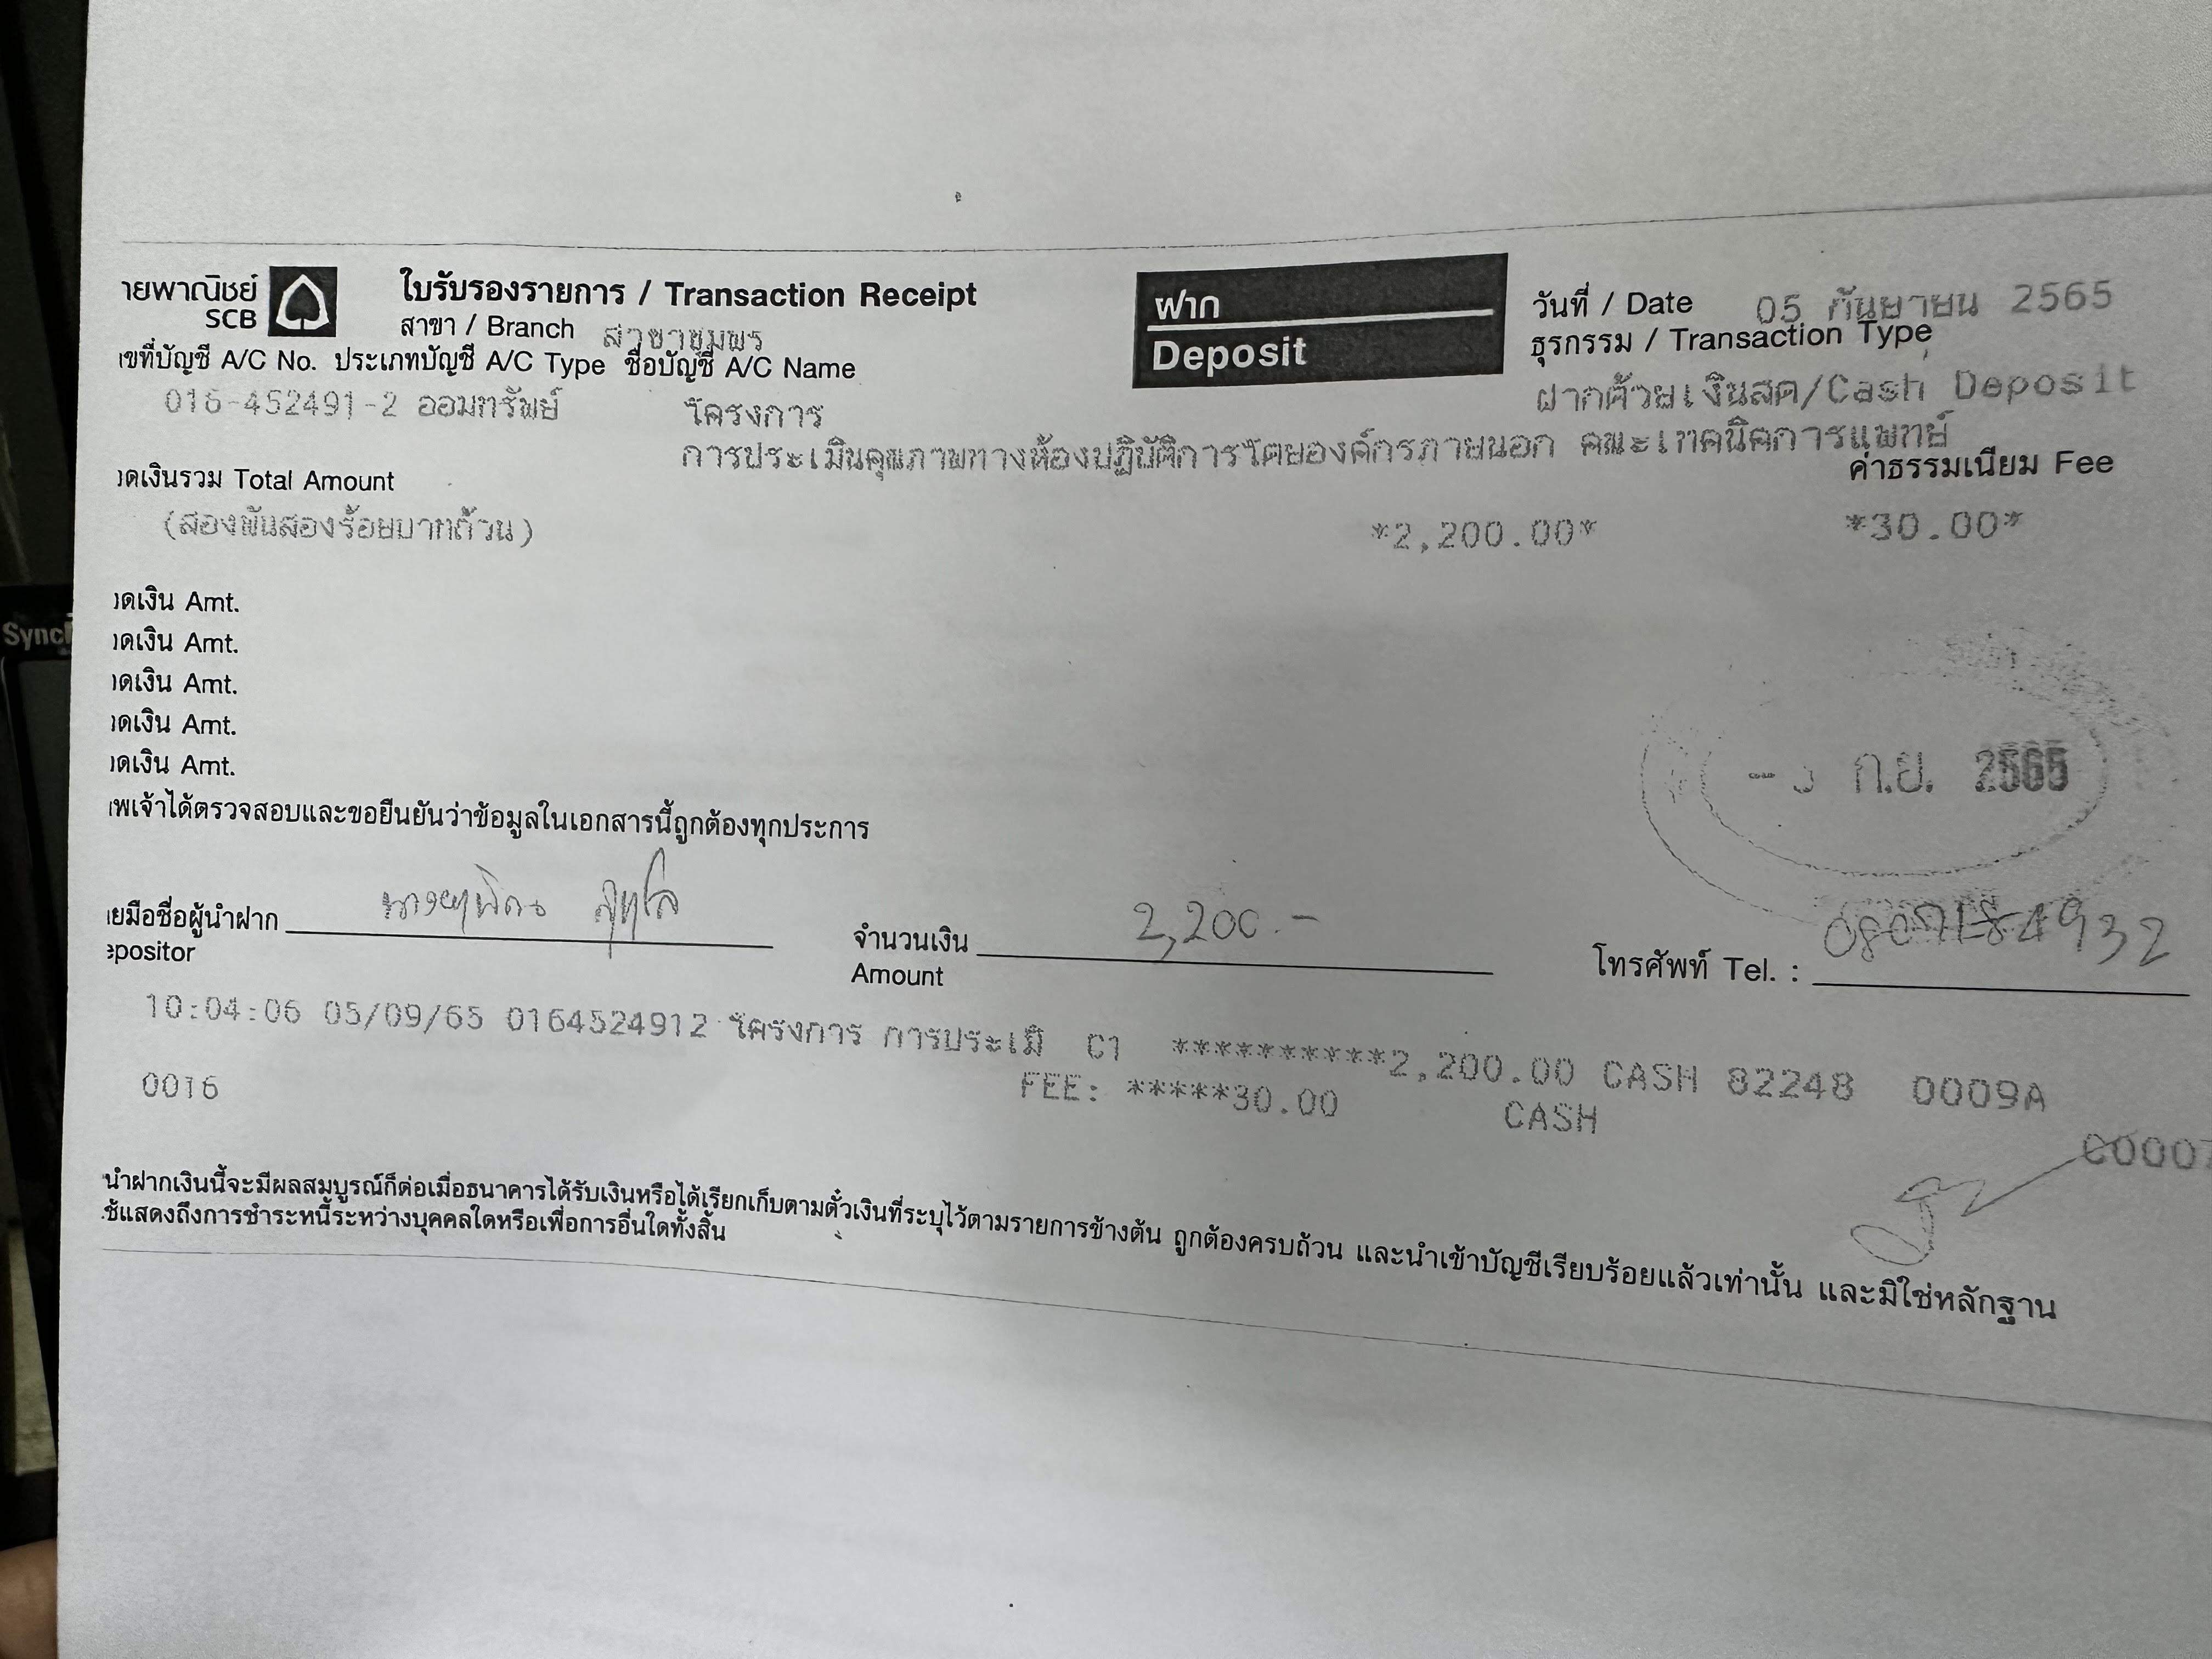 ายพาณิชย์
SCB
ใบรับรองรายการ / Transaction Receipt
สาขา / Branch สาขาชุมพร
ฝาก
Deposit
วันที่ / Date 05 กันยายน 2565
ธุรกรรม / Transaction Type
ฝากด้วยเงินสด/Cash Deposit
เขที่บัญชี A/C No. ประเภทบัญชี A/C Type ชื่อบัญชี A/C Name
016-452491-2 ออมทรัพย์ โครงการ
การประเมินคุณภาพทางห้องปฏิบัติการโดยองค์กรภายนอก คณะเทคนิคการแพทย์
วดเงินรวม Total Amount
ค่าธรรมเนียม Fee
(สองพันสองร้อยบาทถ้วน) *2,200.00* *30.00*
วดเงิน Amt.
วดเงิน Amt.
วดเงิน Amt.
วดเงิน Amt.
วดเงิน Amt.
ก.ย. 2565
าพเจ้าได้ตรวจสอบและขอยืนยันว่าข้อมูลในเอกสารนี้ถูกต้องทุกประการ
ายมือชื่อผู้นำฝาก
epositor
จำนวนเงิน 2,200.-
Amount
โทรศัพท์ Tel. :
10:04:06 05/09/65 0164524912 โครงการ การประเมิ C1 **********2,200.00 CASH 82248 0009A
0016 FEE: *****30.00 CASH
C0007
นำฝากเงินนี้จะมีผลสมบูรณ์ก็ต่อเมื่อธนาคารได้รับเงินหรือได้เรียกเก็บตามตั๋วเงินที่ระบุไว้ตามรายการข้างต้น ถูกต้องครบถ้วน และนำเข้าบัญชีเรียบร้อยแล้วเท่านั้น และมิใช่หลักฐาน
ช้แสดงถึงการชำระหนี้ระหว่างบุคคลใดหรือเพื่อการอื่นใดทั้งสิ้น
Syncl